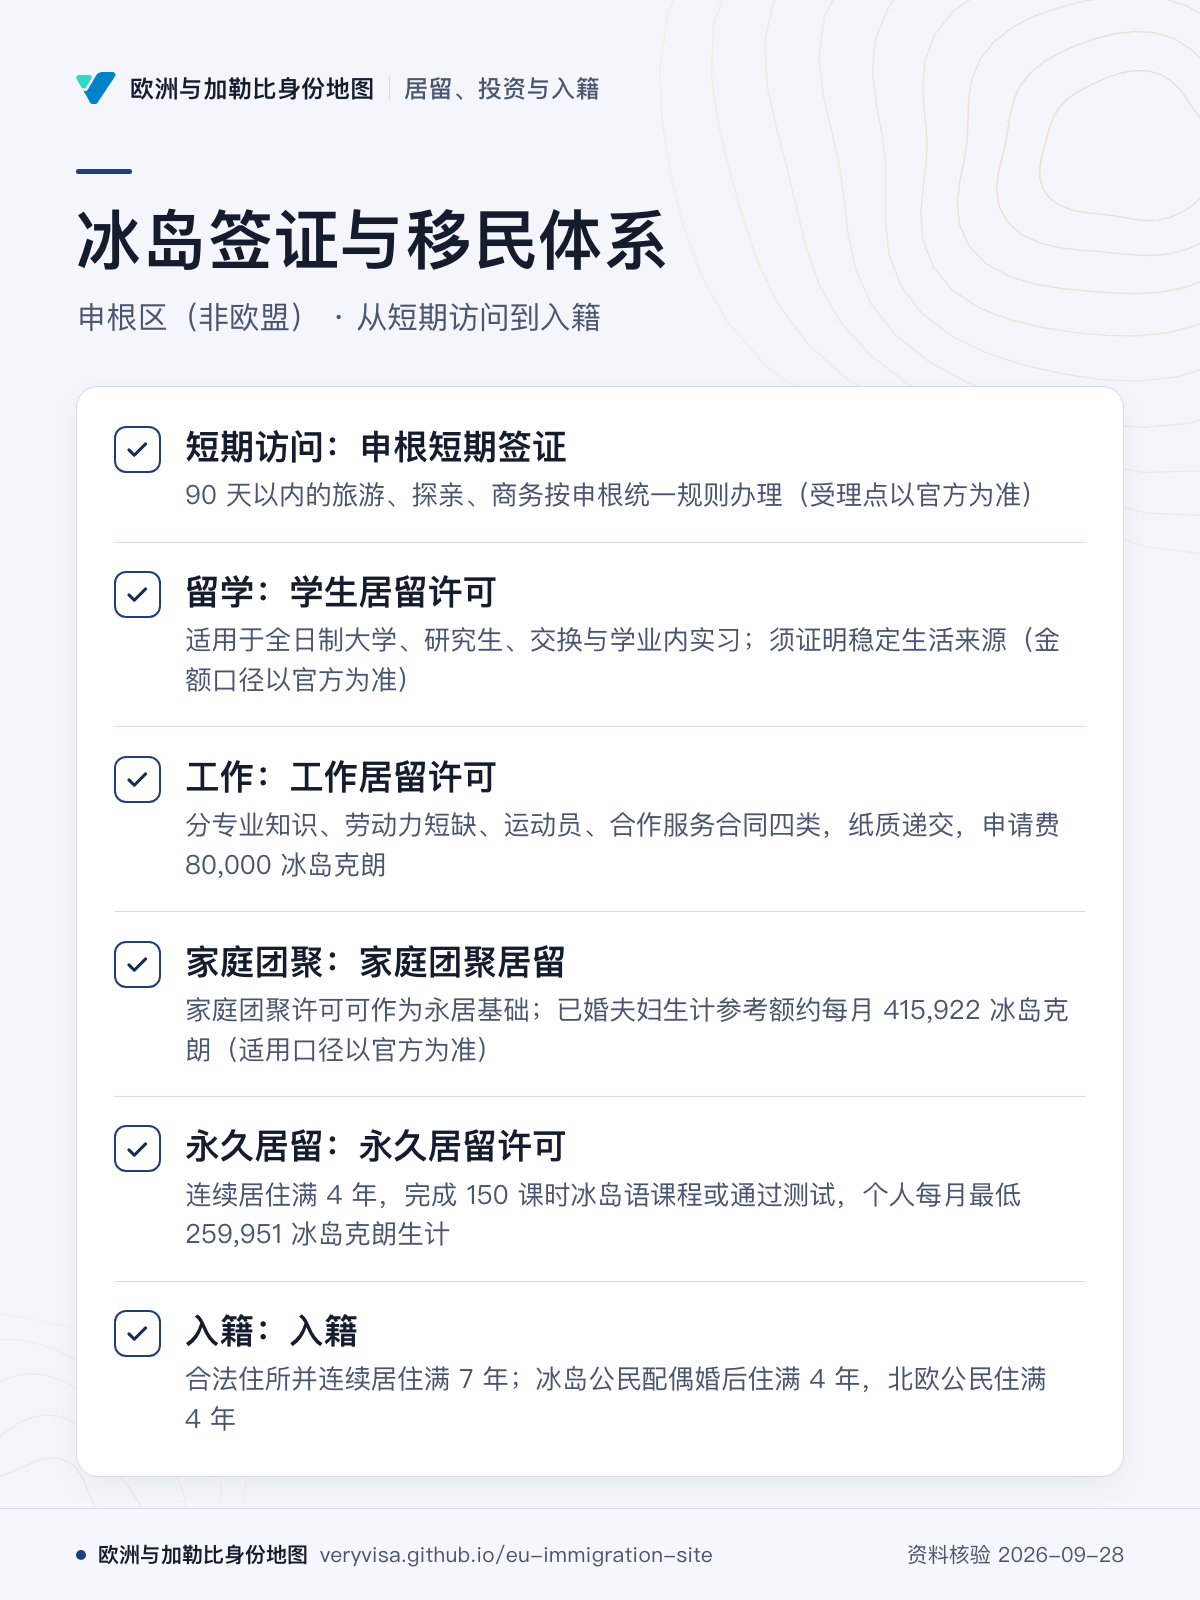 欧洲与加勒比身份地图 居留、投资与入籍
冰岛签证与移民体系
申根区（非欧盟） · 从短期访问到入籍
短期访问：申根短期签证
90 天以内的旅游、探亲、商务按申根统一规则办理（受理点以官方为准）
留学：学生居留许可
适用于全日制大学、研究生、交换与学业内实习；须证明稳定生活来源（金
额口径以官方为准）
工作：工作居留许可
分专业知识、劳动力短缺、运动员、合作服务合同四类，纸质递交，申请费
80,000 冰岛克朗
家庭团聚：家庭团聚居留
家庭团聚许可可作为永居基础；已婚夫妇生计参考额约每月 415,922 冰岛克
朗（适用口径以官方为准）
永久居留：永久居留许可
连续居住满 4 年，完成 150 课时冰岛语课程或通过测试，个人每月最低
259,951 冰岛克朗生计
入籍：入籍
合法住所并连续居住满 7 年；冰岛公民配偶婚后住满 4 年，北欧公民住满
4 年
欧洲与加勒比身份地图 veryvisa.github.io/eu-immigration-site 资料核验 2026-09-28